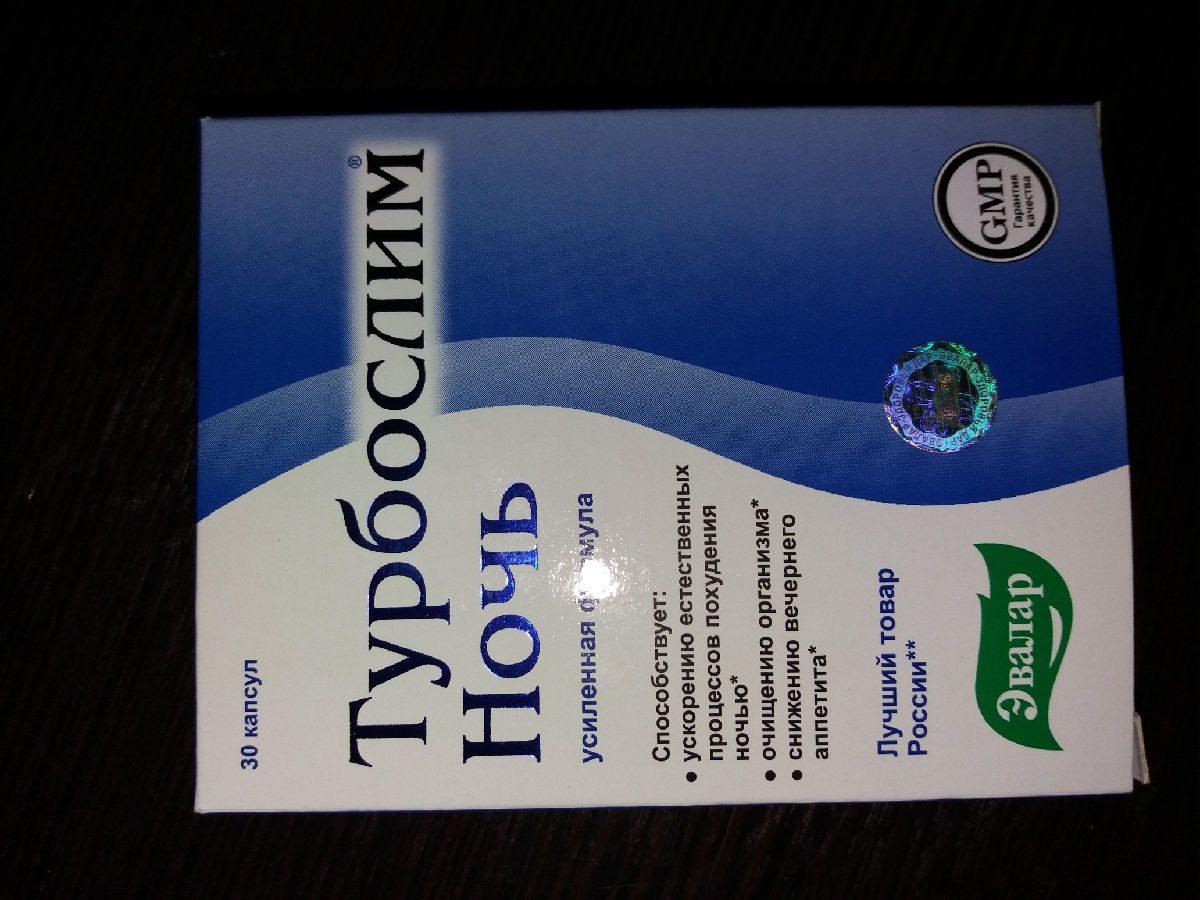 30 капсул
Турбослим®
Ночь
усиленная формула
Способствует:
• ускорению естественных
процессов похудения
ночью*
• очищению организма*
• снижению вечернего
аппетита*
Лучший товар
России**
Эвалар
GMP
Гарантия
качества